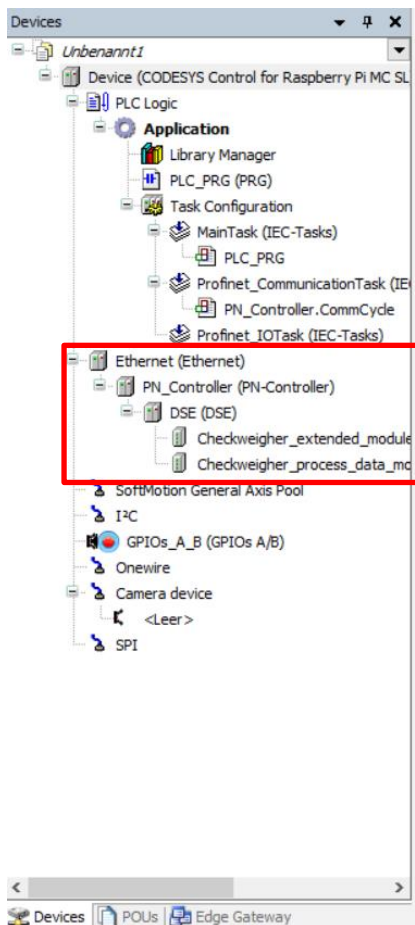 Devices
Unbenannt1
Device (CODESYS Control for Raspberry Pi MC SL
PLC Logic
Application
Library Manager
PLC_PRG (PRG)
Task Configuration
MainTask (IEC-Tasks)
PLC_PRG
Profinet_CommunicationTask (IE
PN_Controller.CommCycle
Profinet_IOTask (IEC-Tasks)
Ethernet (Ethernet)
PN_Controller (PN-Controller)
DSE (DSE)
Checkweigher_extended_module
Checkweigher_process_data_mo
SoftMotion General Axis Pool
I²C
GPIOs_A_B (GPIOs A/B)
Onewire
Camera device
<Leer>
SPI
Devices POUs Edge Gateway